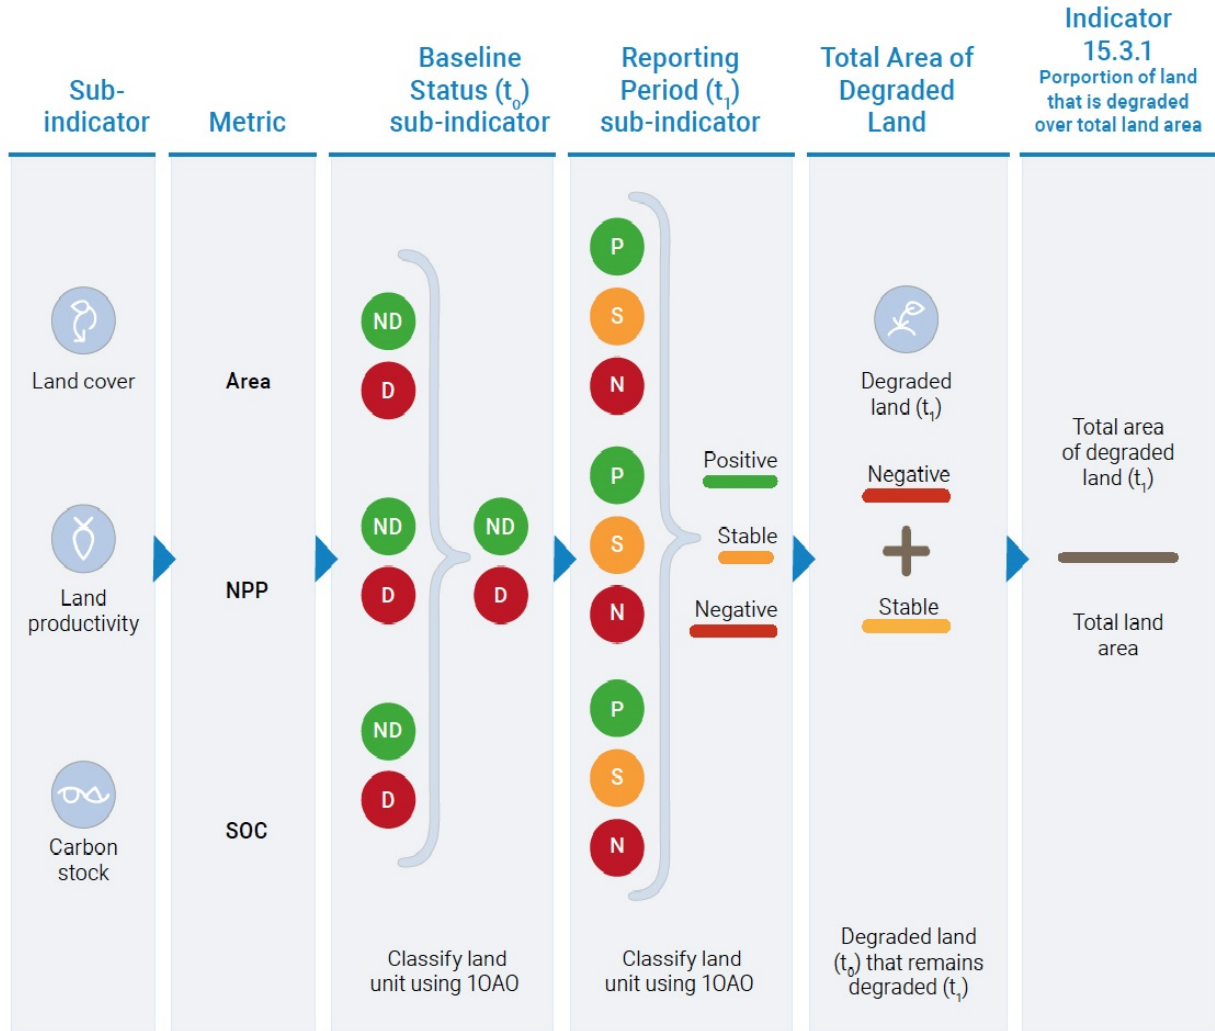 Sub-
indicator
Metric
Baseline
Status (t0)
sub-indicator
Reporting
Period (t1)
sub-indicator
Total Area of
Degraded
Land
Indicator
15.3.1
Porportion of land
that is degraded
over total land area
Land cover
Land
productivity
Carbon
stock
Area
NPP
SOC
ND
D
ND
D
ND
D
ND
D
Classify land
unit using 1OAO
P
S
N
P
S
N
P
S
N
Positive
Stable
Negative
Classify land
unit using 1OAO
Degraded
land (t1)
Negative
+
Stable
Degraded land
(t0) that remains
degraded (t1)
Total area
of degraded
land (t1)
Total land
area